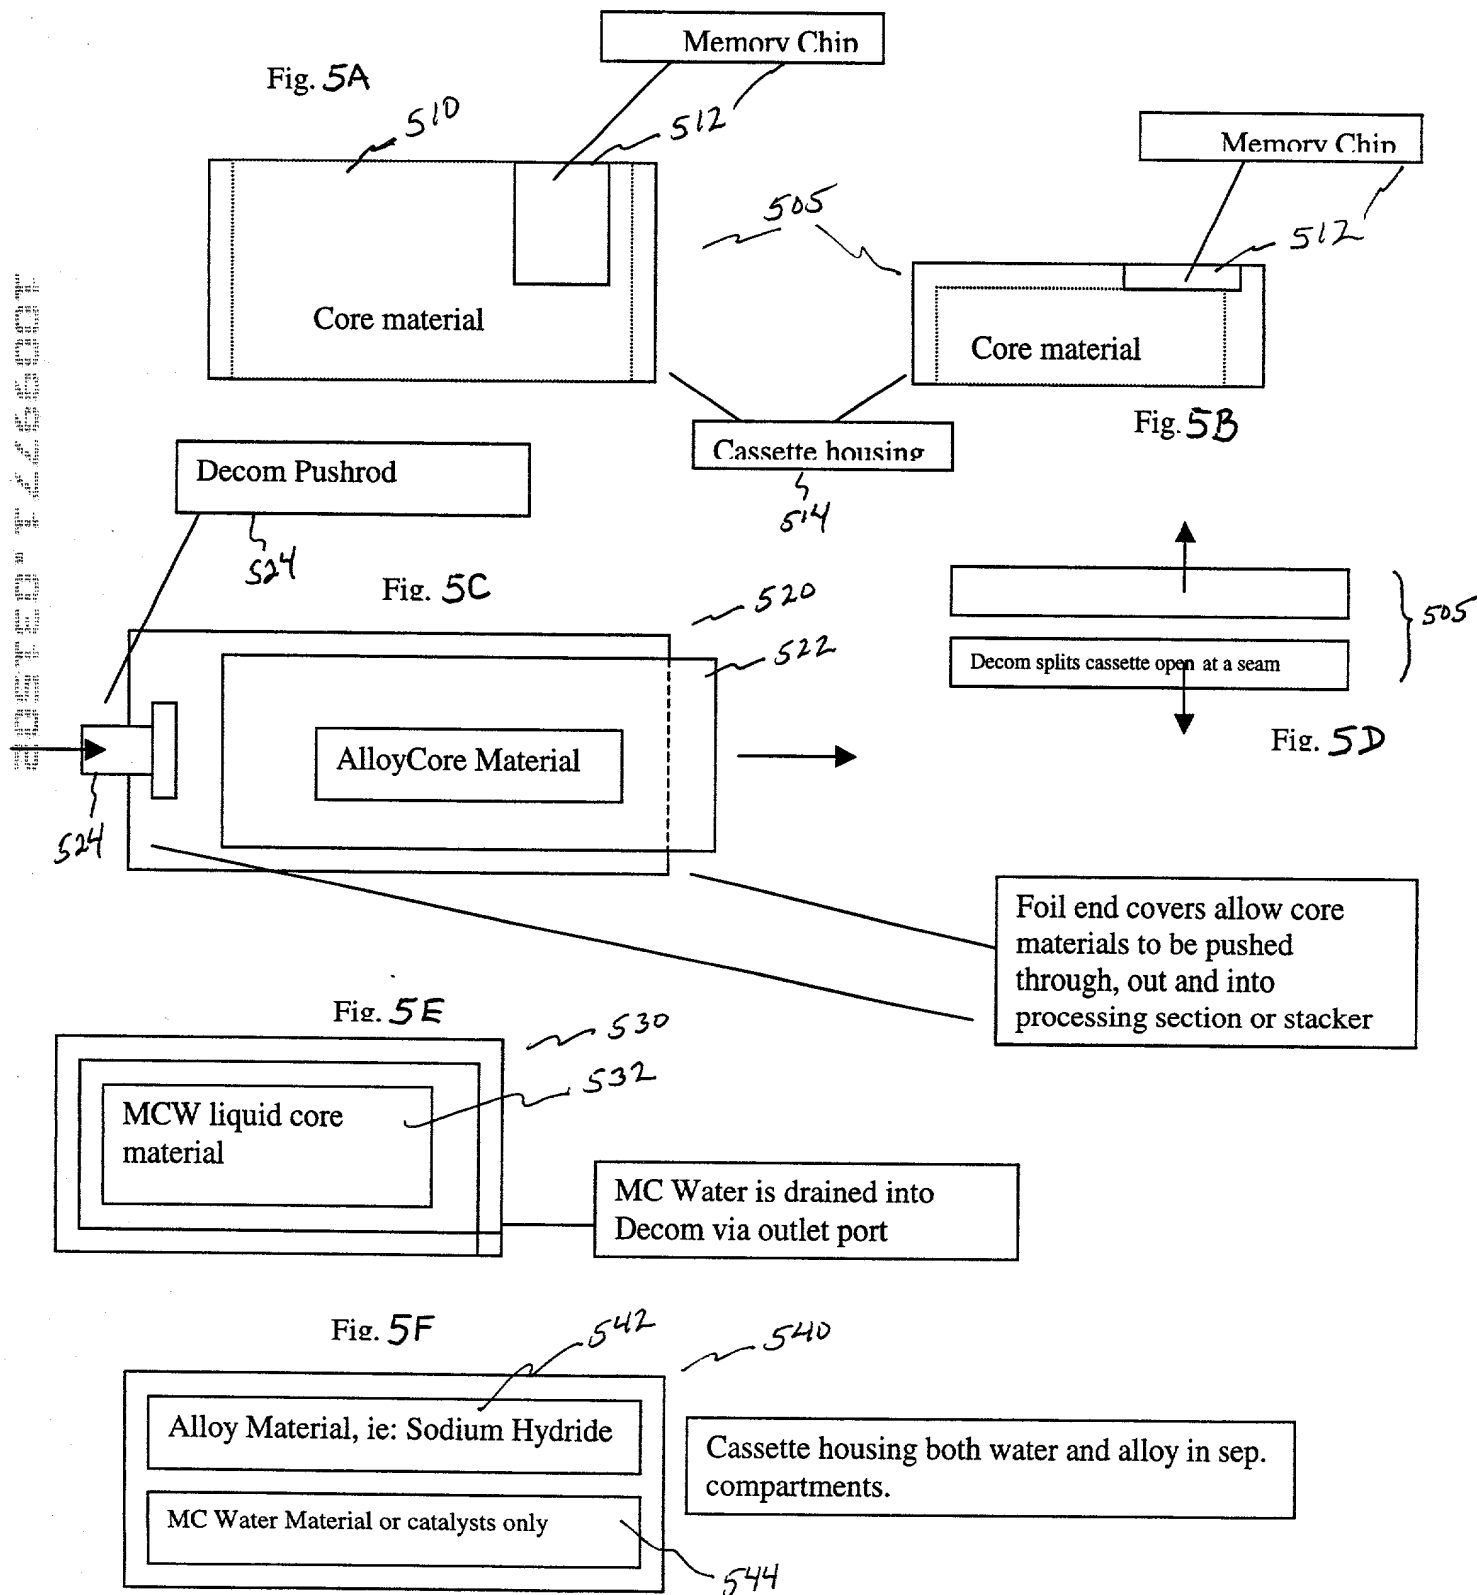 Memory Chip
Fig. 5A
510
512
Memory Chip
505
512
Core material
Core material
Fig. 5B
Cassette housing
514
Decom Pushrod
524
Fig. 5C
520
505
522
Decom splits cassette open at a seam
Fig. 5D
AlloyCore Material
524
Foil end covers allow core
materials to be pushed
through, out and into
processing section or stacker
Fig. 5E
530
532
MCW liquid core
material
MC Water is drained into
Decom via outlet port
Fig. 5F
542
540
Alloy Material, ie: Sodium Hydride
Cassette housing both water and alloy in sep.
compartments.
MC Water Material or catalysts only
544